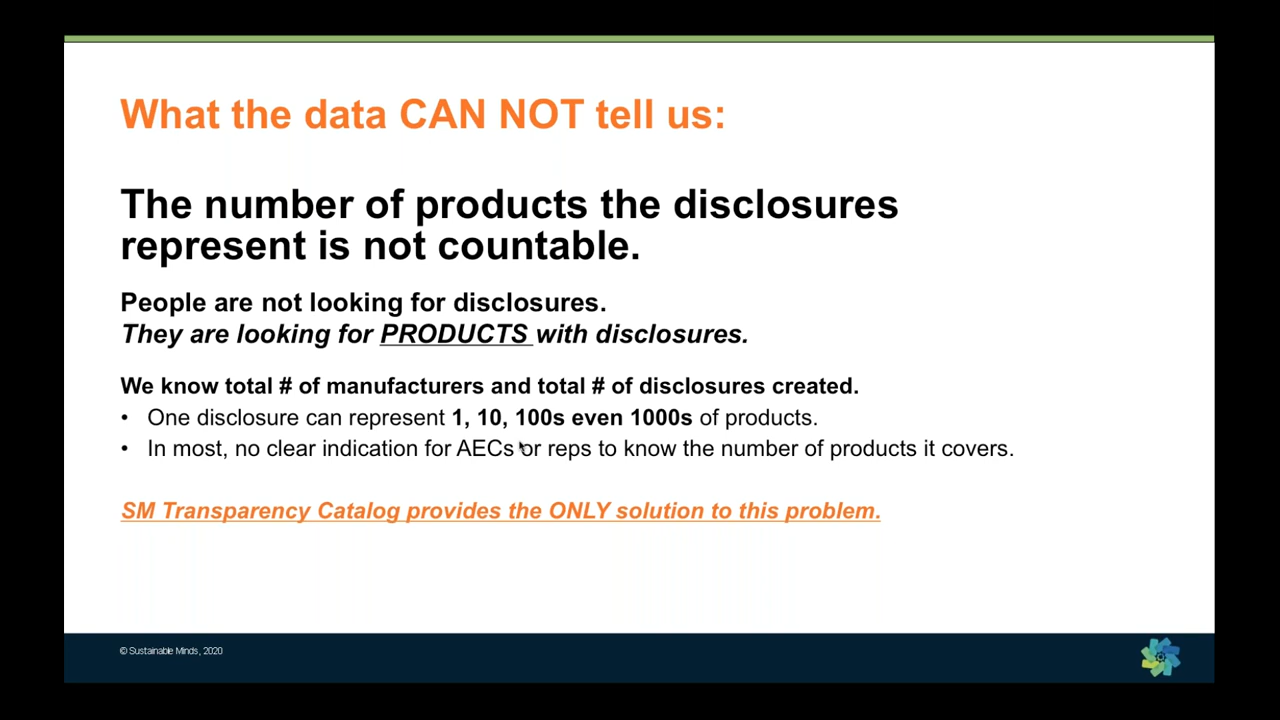 What the data CAN NOT tell us:
The number of products the disclosures
represent is not countable.
People are not looking for disclosures.
They are looking for PRODUCTS with disclosures.
We know total # of manufacturers and total # of disclosures created.
• One disclosure can represent 1, 10, 100s even 1000s of products.
• In most, no clear indication for AECs or reps to know the number of products it covers.
SM Transparency Catalog provides the ONLY solution to this problem.
© Sustainable Minds, 2020